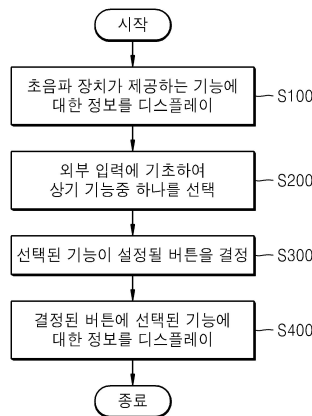 시작
초음파 장치가 제공하는 기능에
대한 정보를 디스플레이
S100
외부 입력에 기초하여
상기 기능중 하나를 선택
S200
선택된 기능이 설정될 버튼을 결정
S300
결정된 버튼에 선택된 기능에
대한 정보를 디스플레이
S400
종료